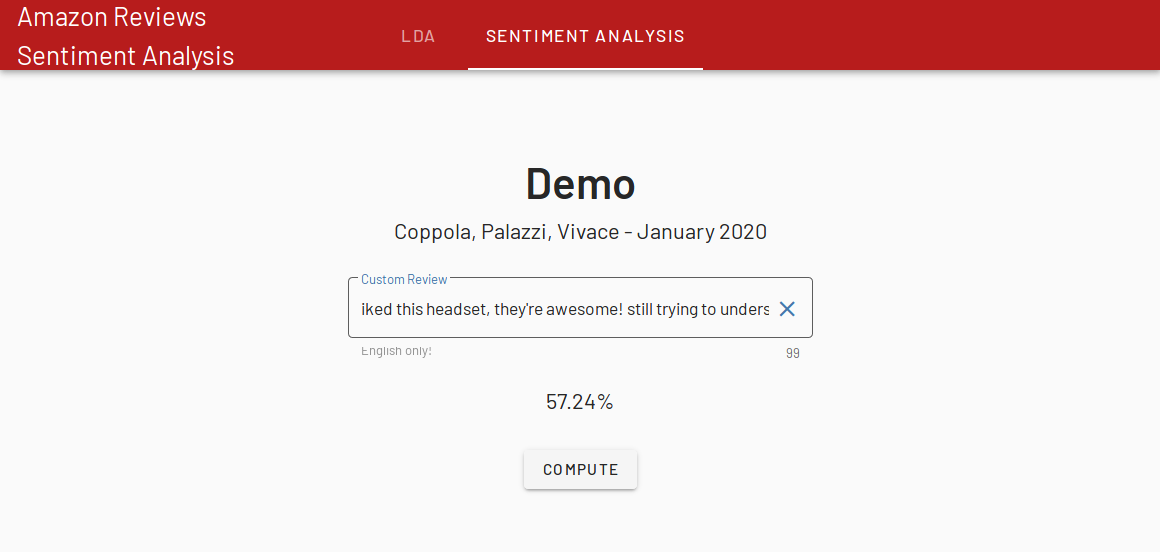 Amazon Reviews
Sentiment Analysis
LDA
SENTIMENT ANALYSIS
Demo
Coppola, Palazzi, Vivace - January 2020
Custom Review
iked this headset, they're awesome! still trying to unders
English only!
99
57.24%
COMPUTE